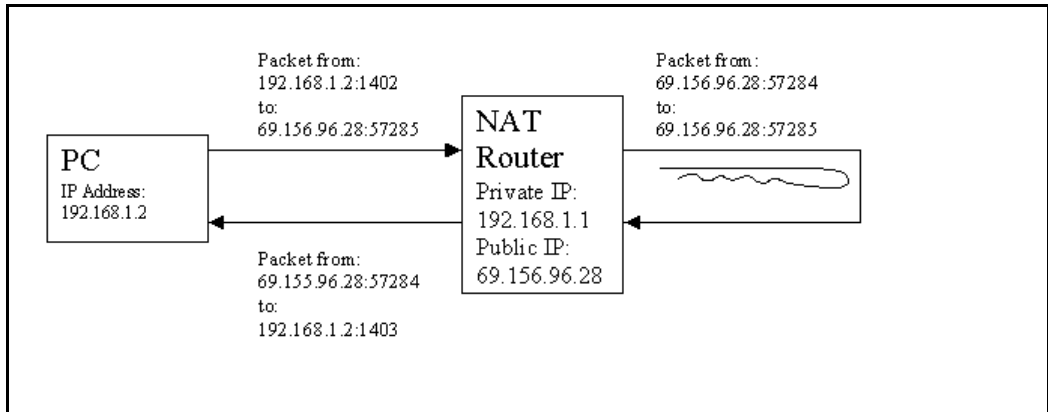 Packet from:
192.168.1.2:1402
to:
69.156.96.28:57285
Packet from:
69.156.96.28:57284
to:
69.156.96.28:57285
PC
IP Address:
192.168.1.2
NAT
Router
Private IP:
192.168.1.1
Public IP:
69.156.96.28
Packet from:
69.155.96.28:57284
to:
192.168.1.2:1403